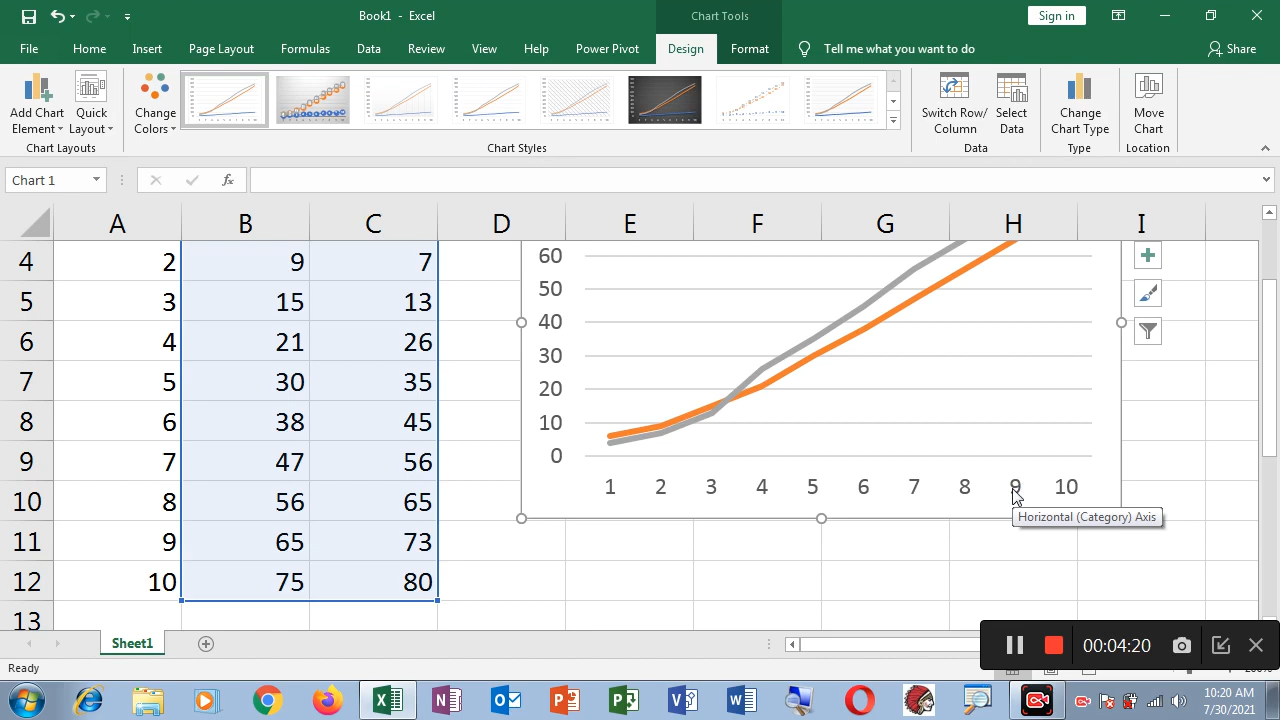 Book1 - Excel
Chart Tools
Sign in
File Home Insert Page Layout Formulas Data Review View Help Power Pivot Design Format Tell me what you want to do Share
Add Chart Element
Quick Layout
Change Colors
Switch Row/ Column
Select Data
Change Chart Type
Move Chart
Chart Layouts Chart Styles Data Type Location
Chart 1
fx
A B C D E F G H I
4 2 9 7
5 3 15 13
6 4 21 26
7 5 30 35
8 6 38 45
9 7 47 56
10 8 56 65
11 9 65 73
12 10 75 80
13
60
50
40
30
20
10
0
1 2 3 4 5 6 7 8 9 10
Horizontal (Category) Axis
Sheet1
00:04:20
Ready
10:20 AM
7/30/2021